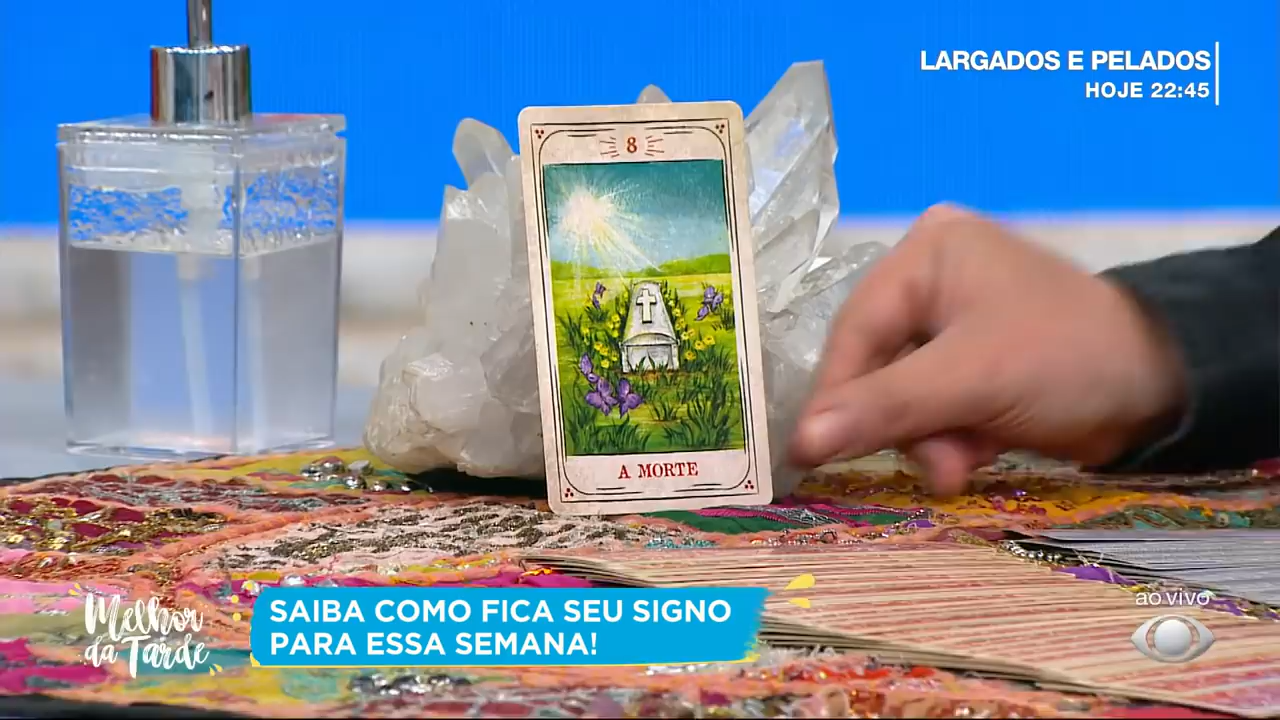 LARGADOS E PELADOS
HOJE 22:45
8
A MORTE
SAIBA COMO FICA SEU SIGNO
PARA ESSA SEMANA!
Melhor
da Tarde
ao vivo